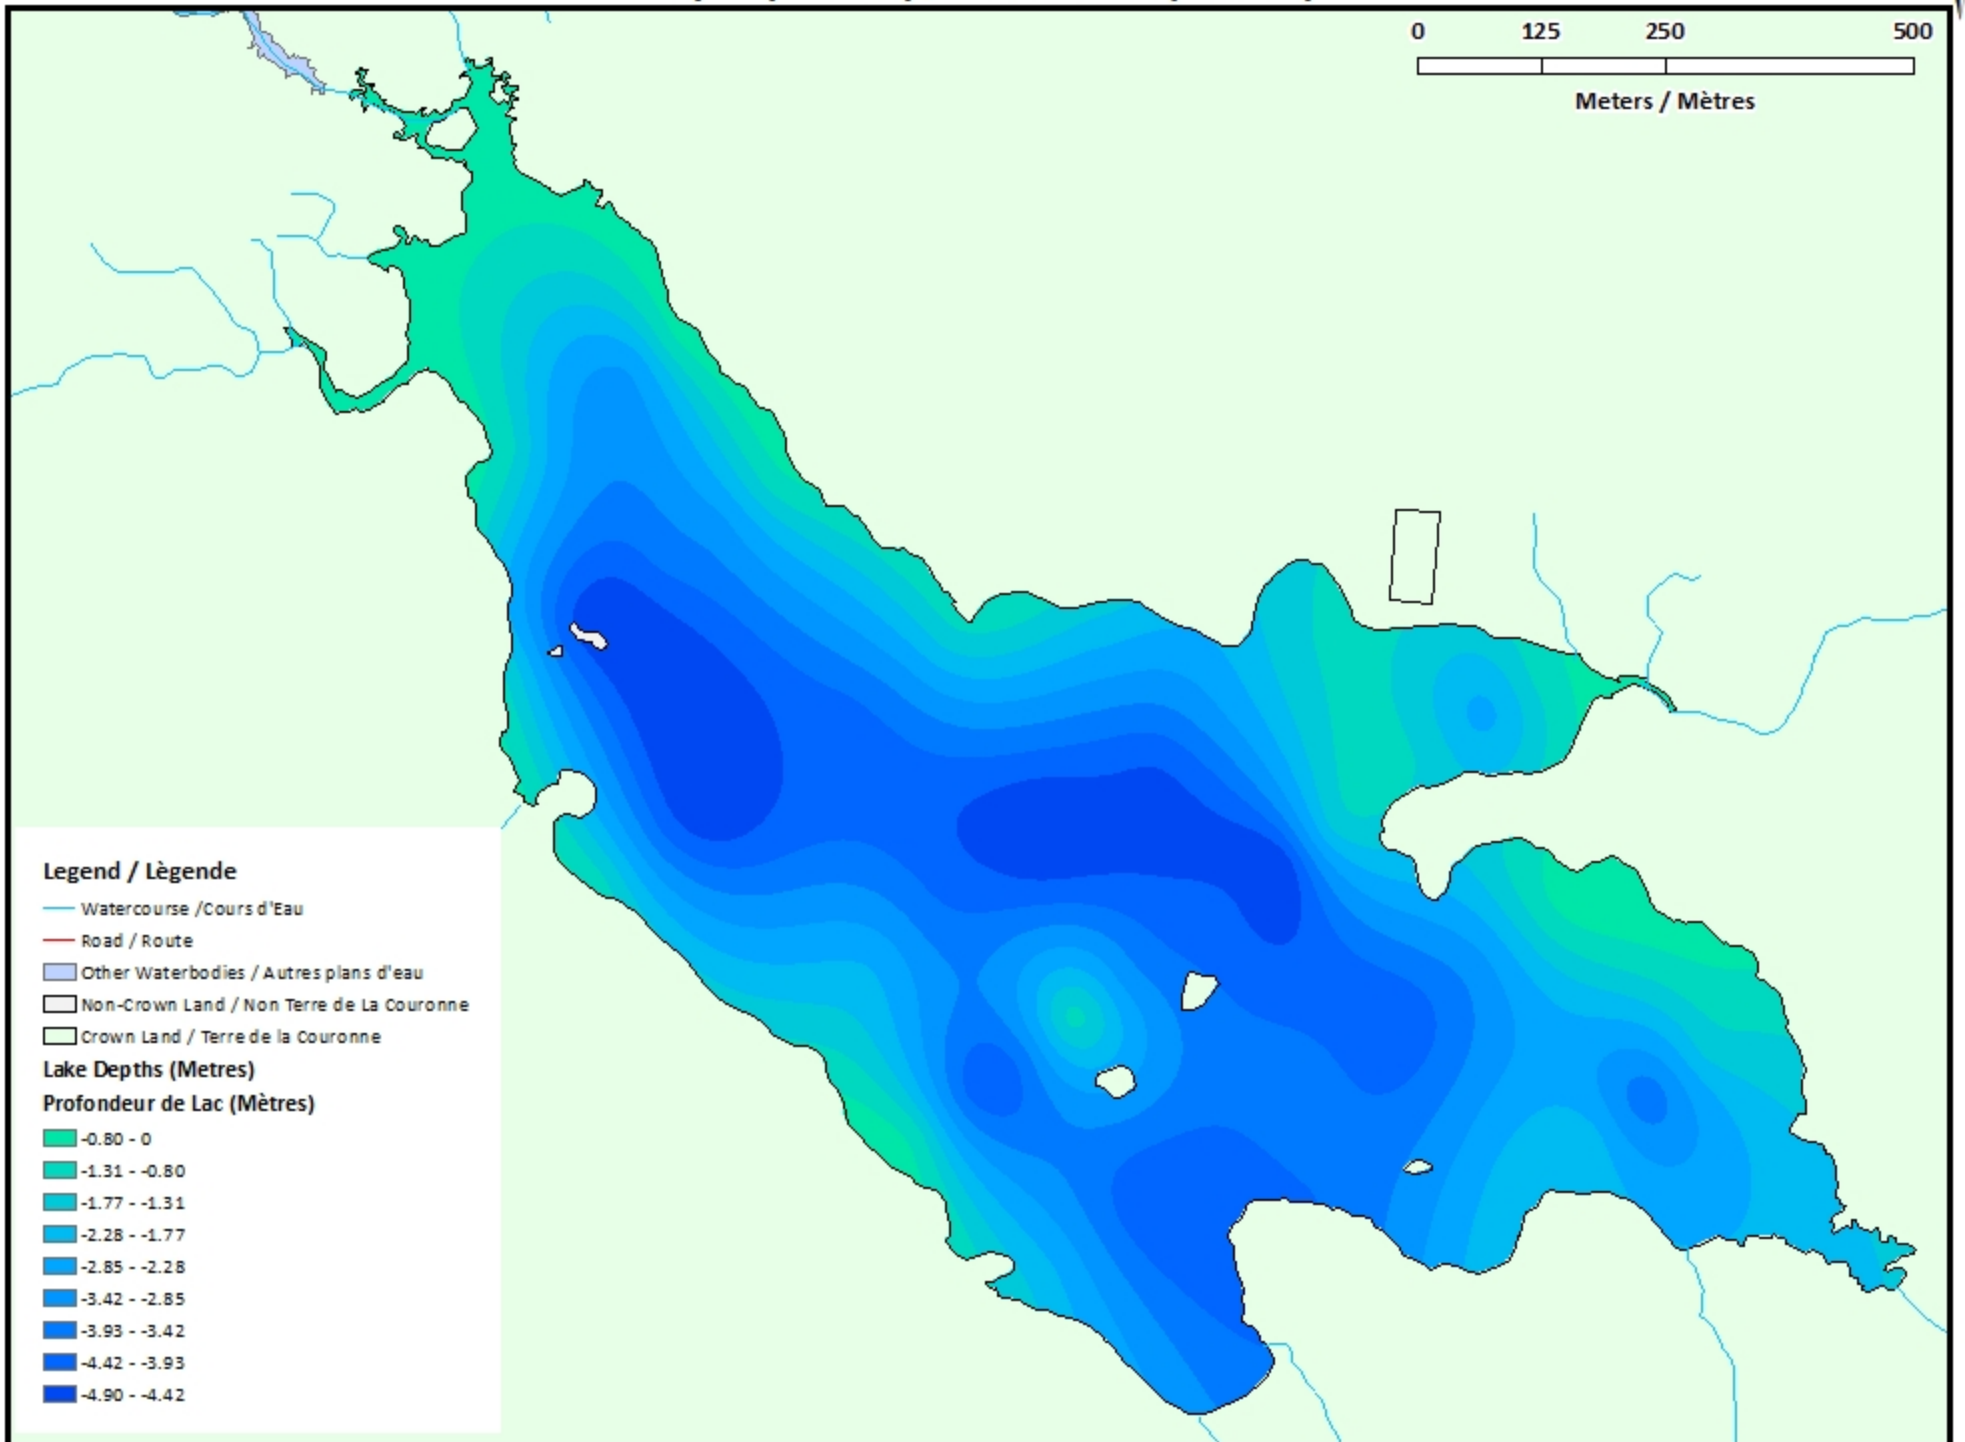 0 125 250 500
Meters / Mètres
Legend / Lègende
Watercourse /Cours d'Eau
Road / Route
Other Waterbodies / Autres plans d'eau
Non-Crown Land / Non Terre de La Couronne
Crown Land / Terre de la Couronne
Lake Depths (Metres)
Profondeur de Lac (Mètres)
-0.80 - 0
-1.31 - -0.80
-1.77 - -1.31
-2.28 - -1.77
-2.85 - -2.28
-3.42 - -2.85
-3.93 - -3.42
-4.42 - -3.93
-4.90 - -4.42